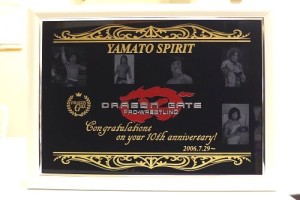 YAMATO SPIRIT
DRAGON GATE
PRO-WRESTLING
Congratulations
on your 10th anniversary!
2006.7.29~